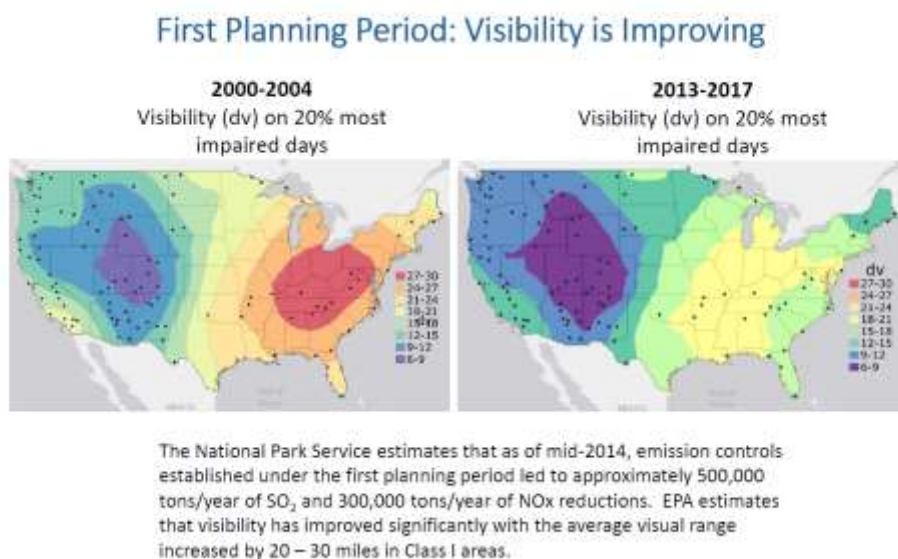 First Planning Period: Visibility is Improving
2000-2004
Visibility (dv) on 20% most
impaired days
2013-2017
Visibility (dv) on 20% most
impaired days
27-30
24-27
21-24
18-21
15-18
12-15
9-12
6-9
dv
27-30
24-27
21-24
18-21
15-18
12-15
9-12
6-9
The National Park Service estimates that as of mid-2014, emission controls
established under the first planning period led to approximately 500,000
tons/year of SO₂ and 300,000 tons/year of NOx reductions. EPA estimates
that visibility has improved significantly with the average visual range
increased by 20 – 30 miles in Class I areas.